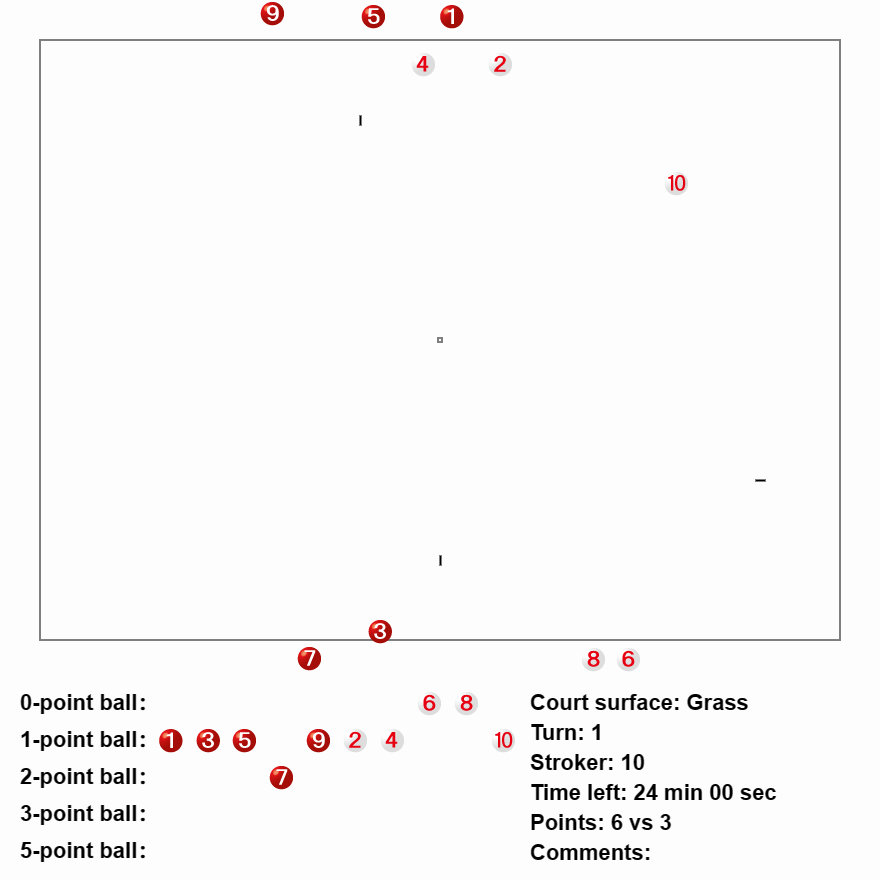 9 5 1
4 2
10
3
7 8 6
0-point ball: 6 8
1-point ball: 1 3 5 9 2 4 10
2-point ball: 7
3-point ball:
5-point ball:
Court surface: Grass
Turn: 1
Stroker: 10
Time left: 24 min 00 sec
Points: 6 vs 3
Comments: